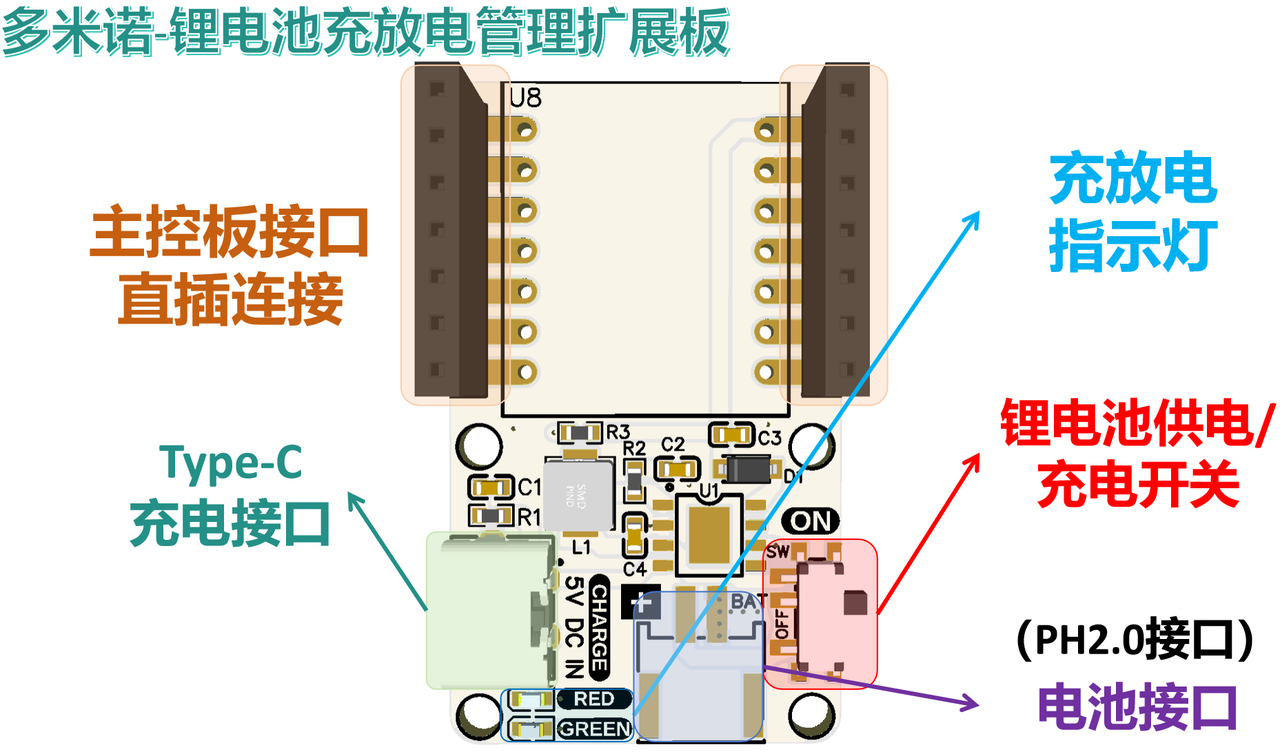 多米诺-锂电池充放电管理扩展板
U8
主控板接口
直插连接
充放电
指示灯
Type-C
充电接口
锂电池供电/
充电开关
R3
C2
C3
R2
D1
C1
R1
SMD
PIND
L1
U1
C4
ON
SW
OFF
BAT
+
5V DC IN
CHARGE
RED
GREEN
（PH2.0接口）
电池接口